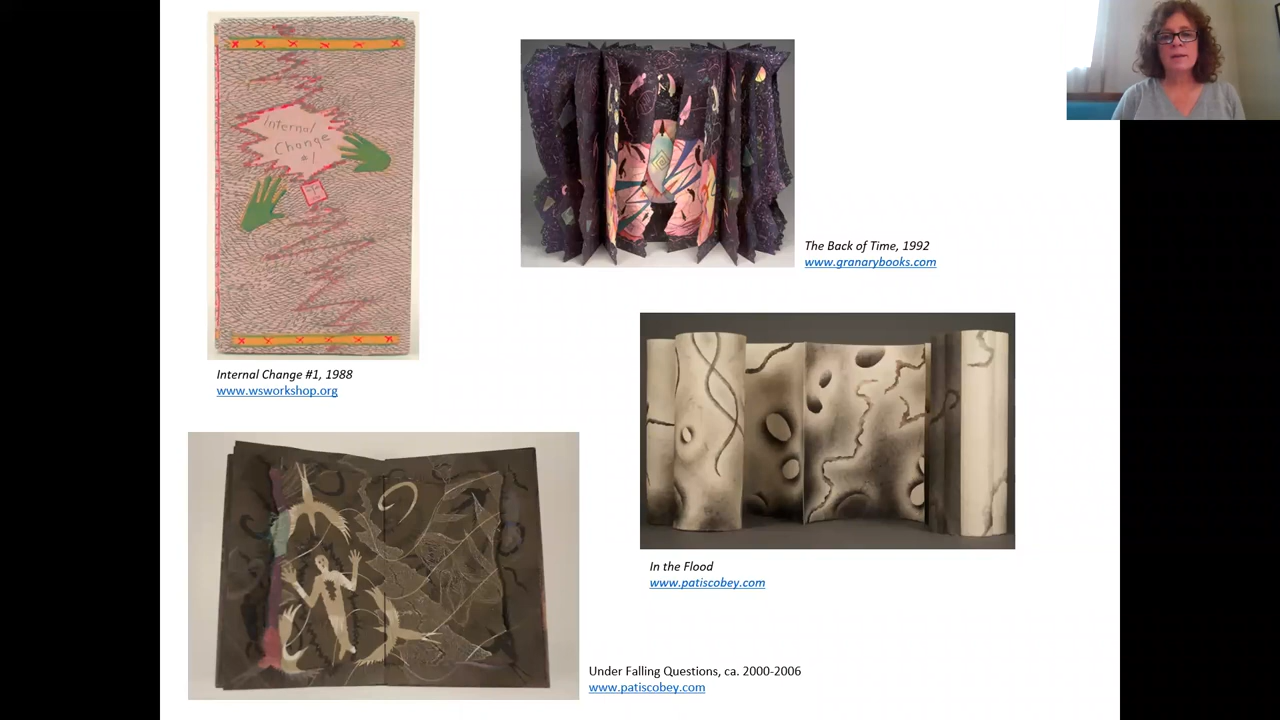 Internal
Change
#1
Internal Change #1, 1988
www.wsworkshop.org
The Back of Time, 1992
www.granarybooks.com
In the Flood
www.patiscobey.com
Under Falling Questions, ca. 2000-2006
www.patiscobey.com